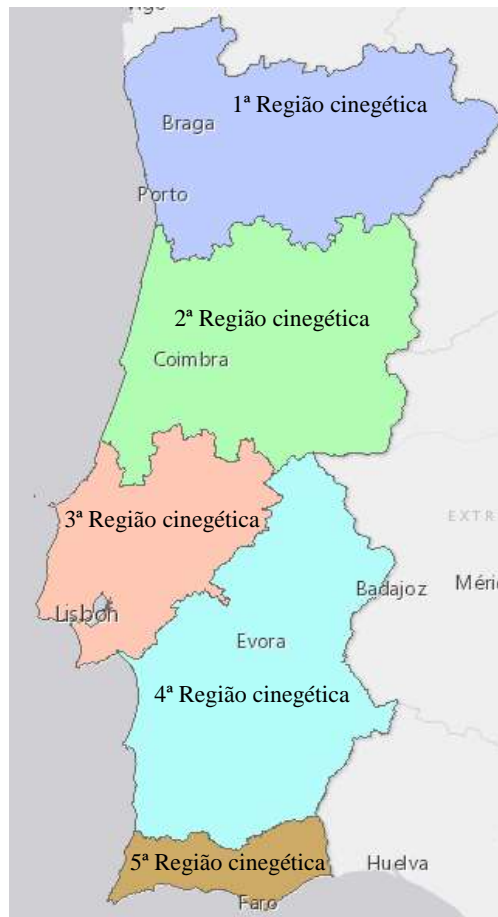 Vigo
1ª Região cinegética
Braga
Porto
2ª Região cinegética
Coimbra
3ª Região cinegética
EXTR
Badajoz
Mérid
Lisbon
Evora
4ª Região cinegética
5ª Região cinegética
Huelva
Faro